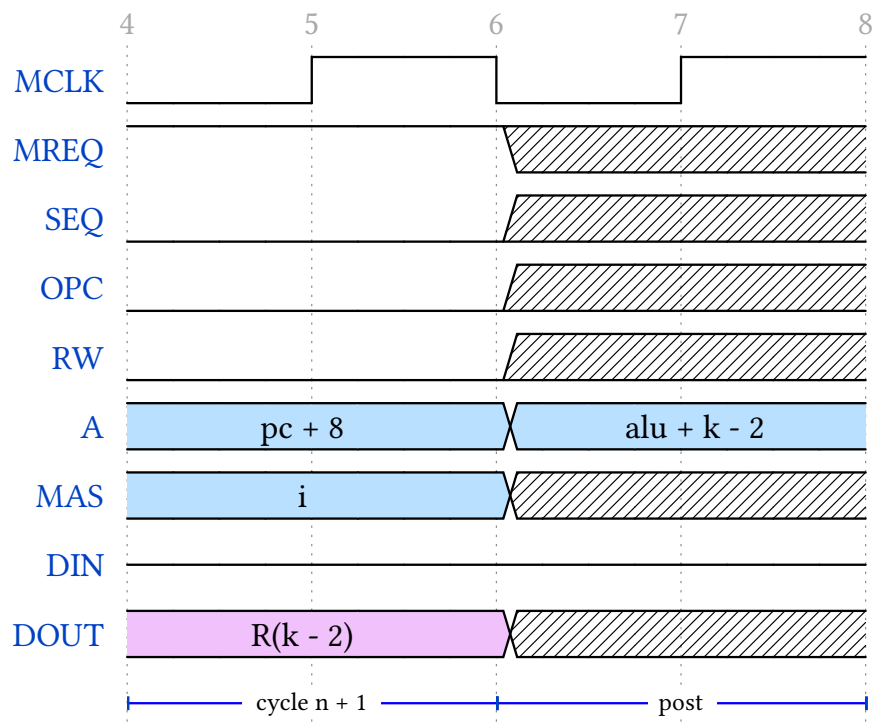 4 5 6 7 8
MCLK
MREQ
SEQ
OPC
RW
A pc + 8 alu + k - 2
MAS i
DIN
DOUT R(k - 2)
cycle n + 1 post